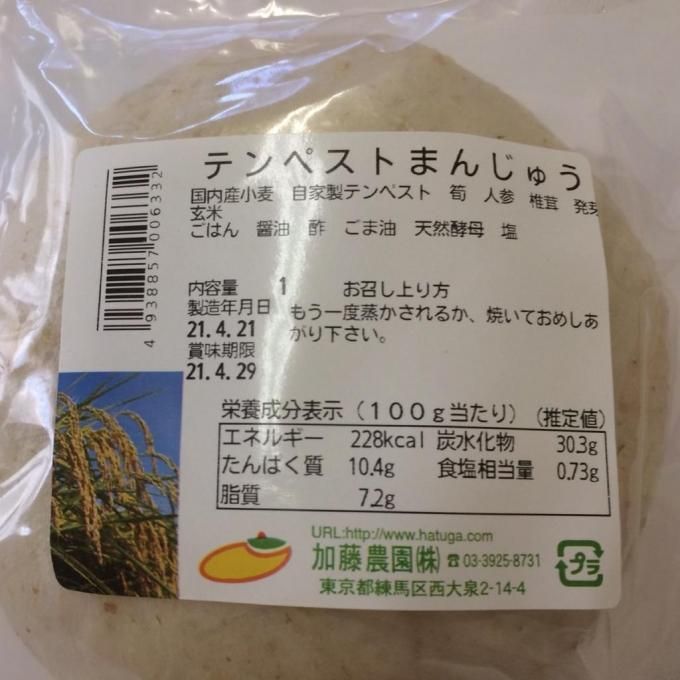 テンペストまんじゅう
国内産小麦 自家製テンペスト 筍 人参 椎茸 発芽
玄米
ごはん 醤油 酢 ごま油 天然酵母 塩
内容量 1 お召し上り方
製造年月日 もう一度蒸かされるか、焼いておめしあ
21.4.21 がり下さい。
賞味期限
21.4.29
栄養成分表示(100g当たり)(推定値)
エネルギー 228kcal 炭水化物 30.3g
たんぱく質 10.4g 食塩相当量 0.73g
脂質 7.2g
URL:http://www.hatuga.com
加藤農園㈱ ☎03-3925-8731
東京都練馬区西大泉2-14-4
プラ
4938857006332